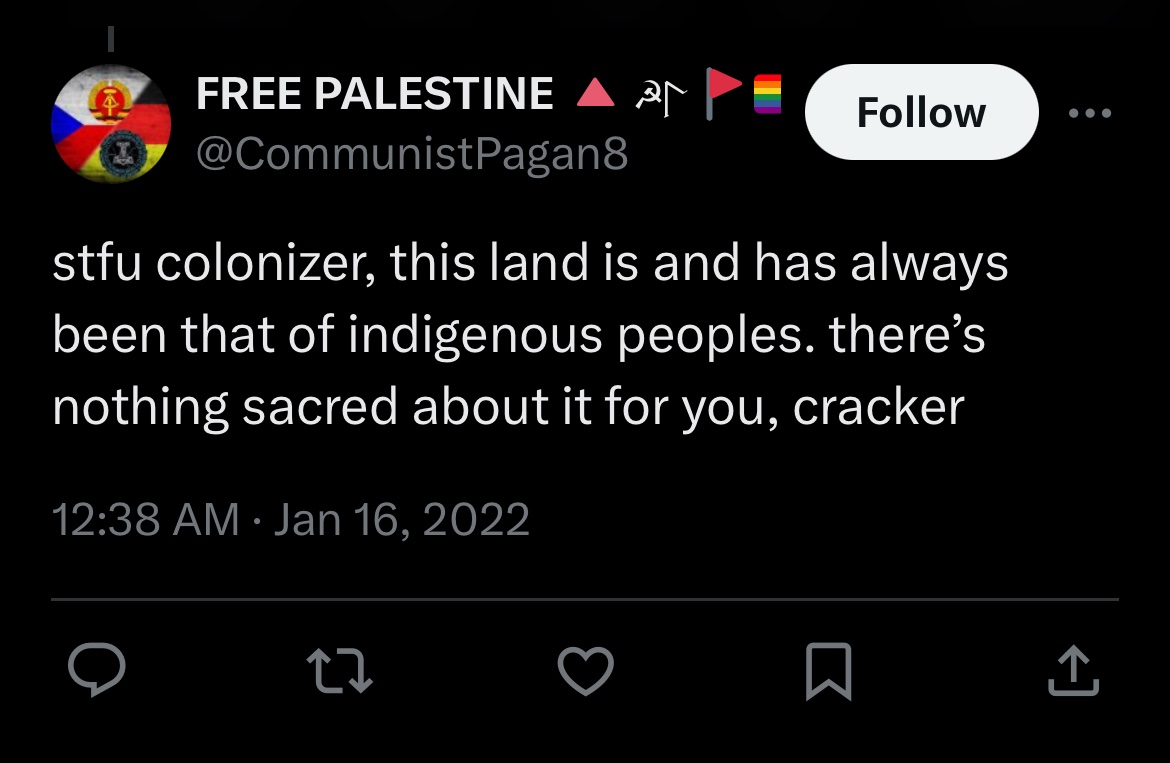 FREE PALESTINE 🔺 ☭🏱 🚩🏳️‍🌈
Follow
@CommunistPagan8
stfu colonizer, this land is and has always
been that of indigenous peoples. there’s
nothing sacred about it for you, cracker
12:38 AM · Jan 16, 2022